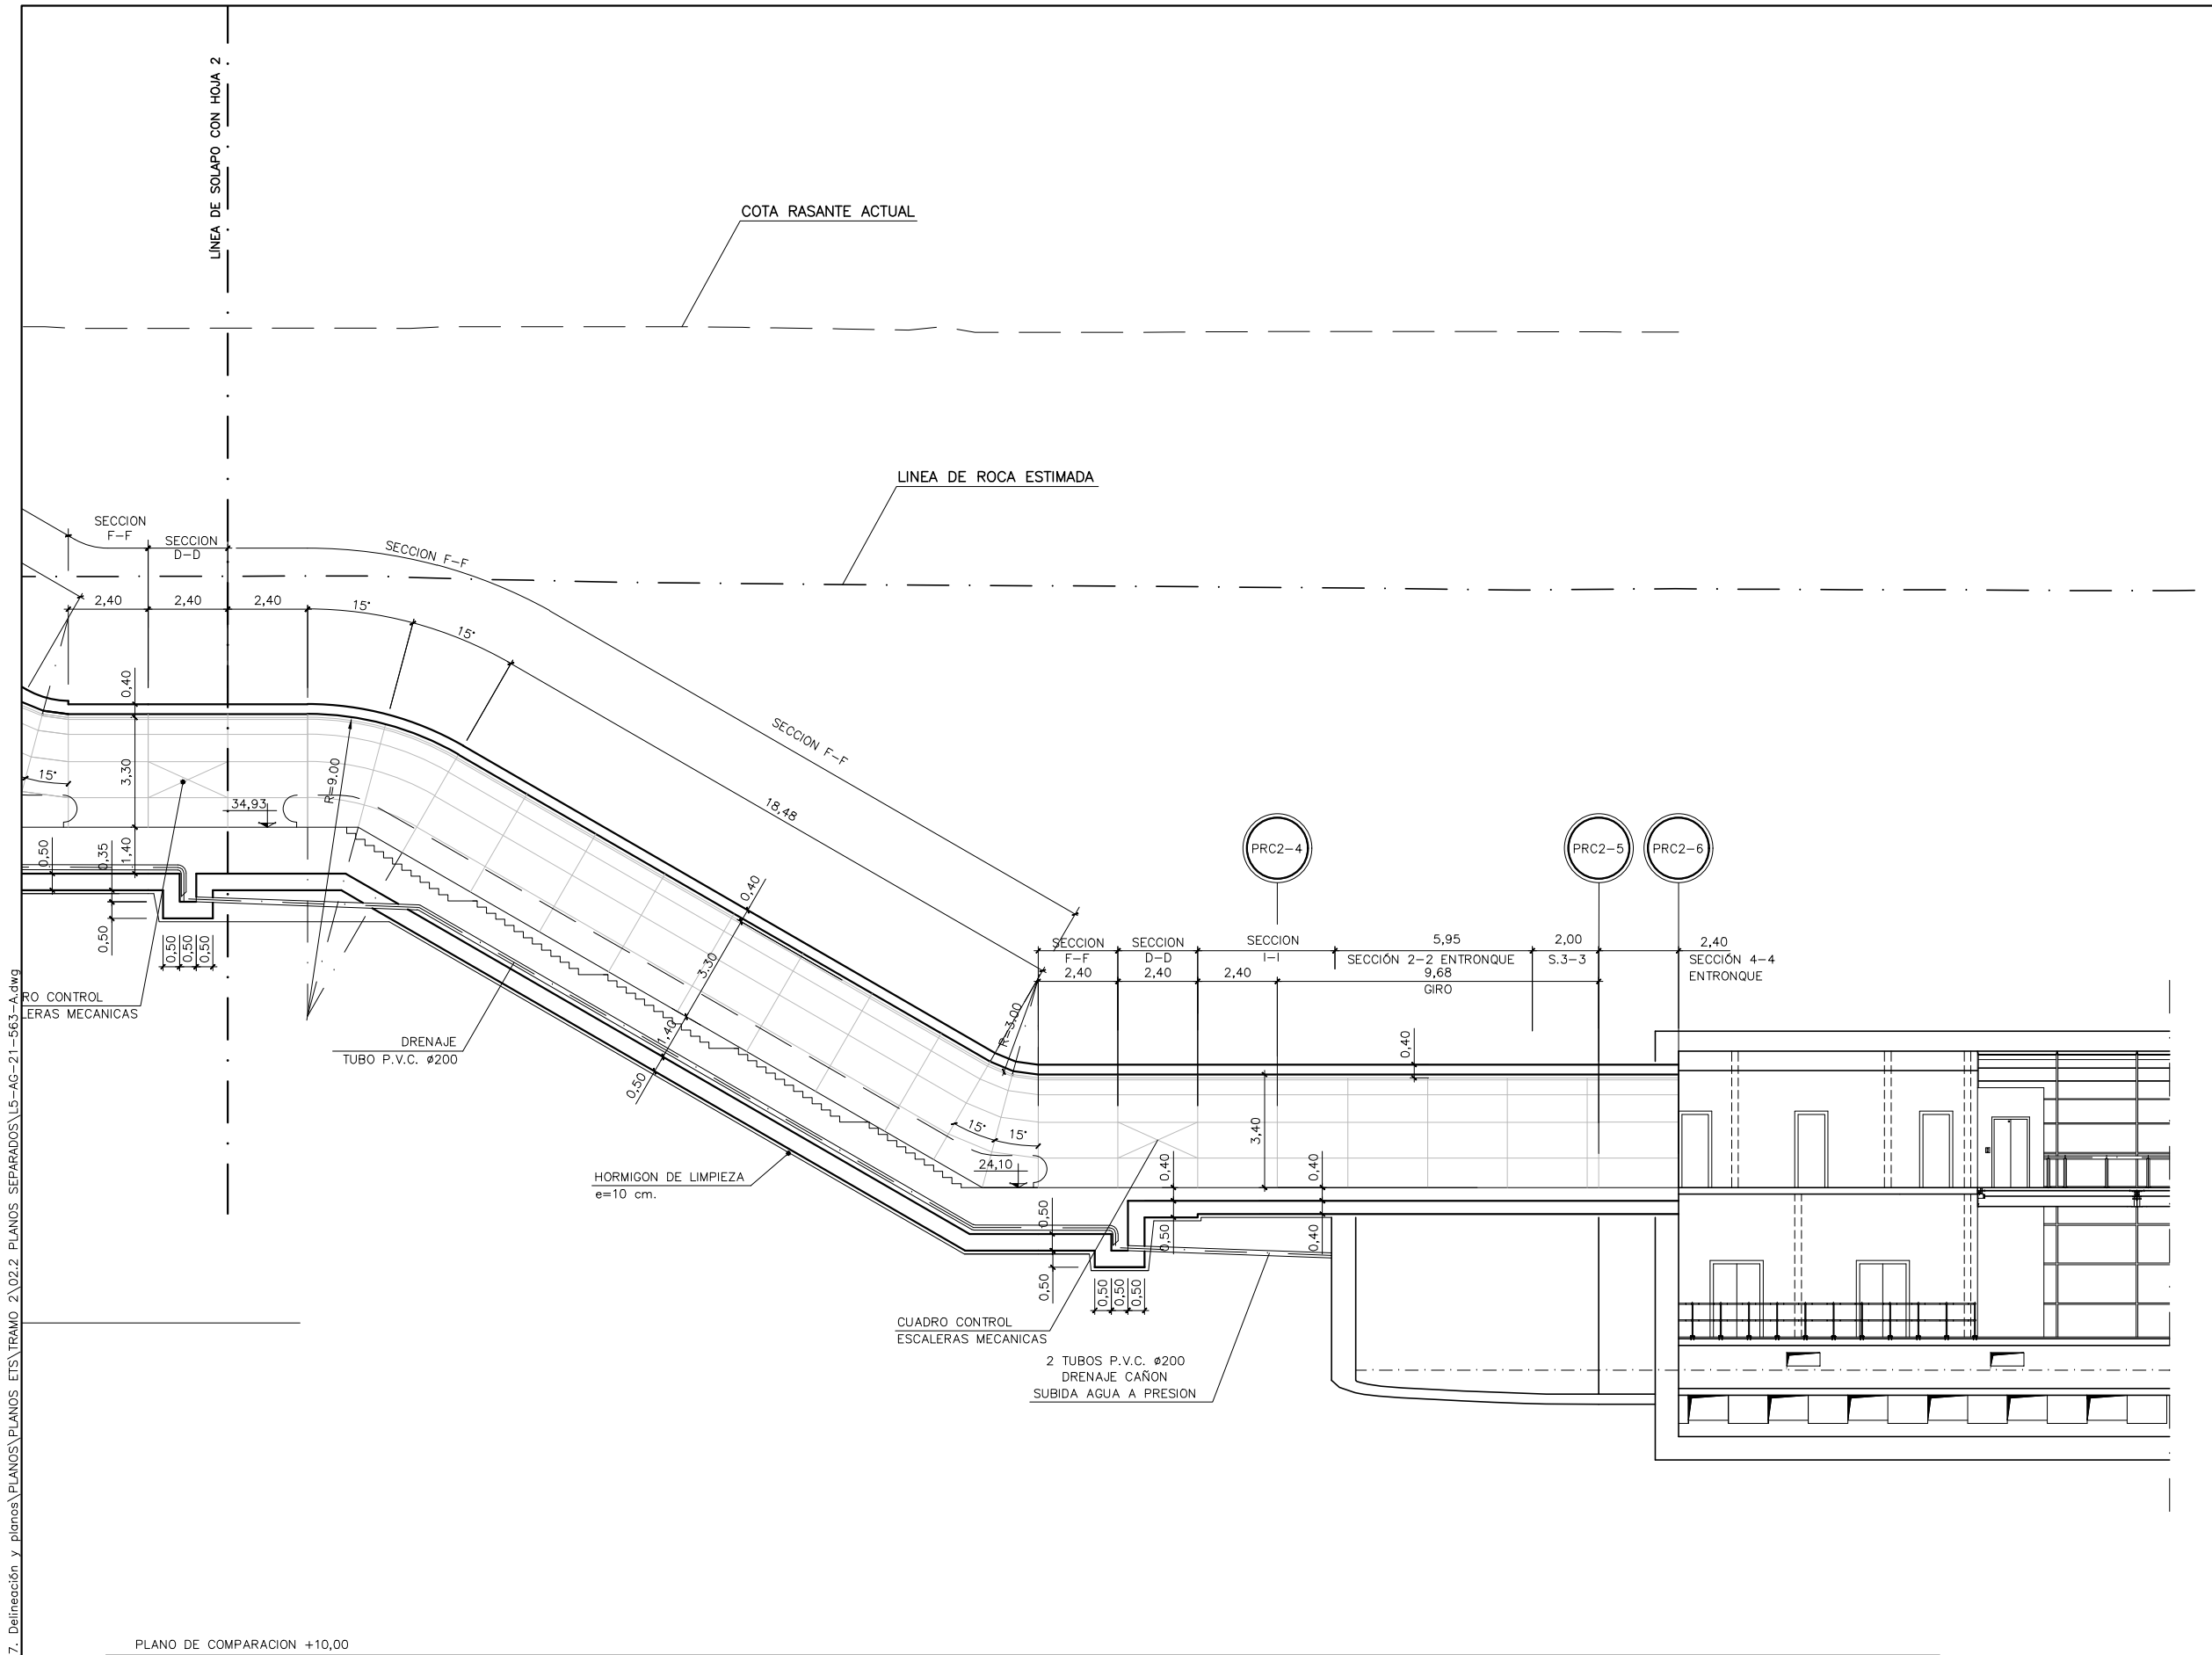 LÍNEA DE SOLAPO CON HOJA 2
COTA RASANTE ACTUAL
LINEA DE ROCA ESTIMADA
SECCION
F-F
SECCION
D-D
SECCION F-F
2,40
2,40
2,40
15°
15°
SECCION F-F
18,48
0,40
3,30
15°
R=9.00
34,93
0,50
0,35
1,40
0,50
0,50
0,50
0,50
RO CONTROL
LERAS MECANICAS
DRENAJE
TUBO P.V.C. ø200
0,40
3,30
1,40
0,50
HORMIGON DE LIMPIEZA
e=10 cm.
PRC2-4
PRC2-5
PRC2-6
SECCION
F-F
SECCION
D-D
SECCION
I-I
5,95
SECCIÓN 2-2 ENTRONQUE
2,00
S.3-3
2,40
SECCIÓN 4-4
ENTRONQUE
2,40
2,40
2,40
9,68
GIRO
R=3.00
0,40
3,40
15°
15°
24,10
0,40
0,40
0,50
0,50
0,40
0,50
0,50
0,50
0,50
CUADRO CONTROL
ESCALERAS MECANICAS
2 TUBOS P.V.C. ø200
DRENAJE CAÑON
SUBIDA AGUA A PRESION
PLANO DE COMPARACION +10,00
7. Delineación y planos\PLANOS\PLANOS ETS\TRAMO 2\02.2 PLANOS SEPARADOS\L5-AG-21-563-A.dwg